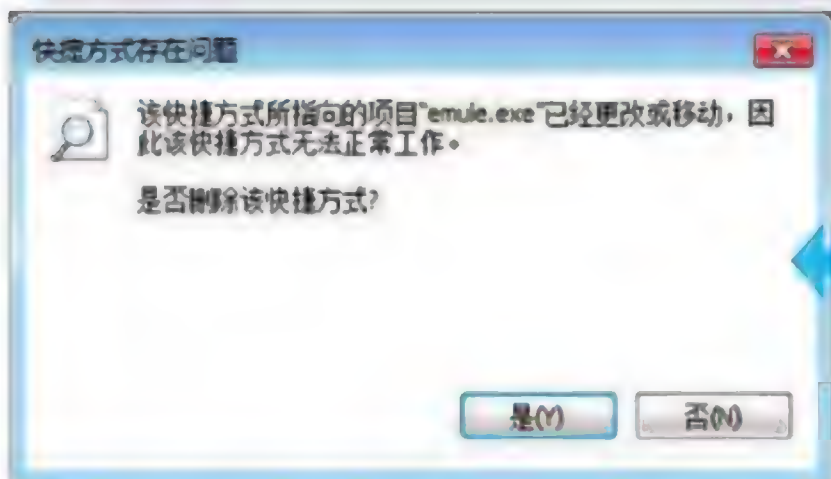 快捷方式存在问题
该快捷方式所指向的项目"emule.exe"已经更改或移动，因
此该快捷方式无法正常工作。
是否删除该快捷方式?
是(Y) 否(N)